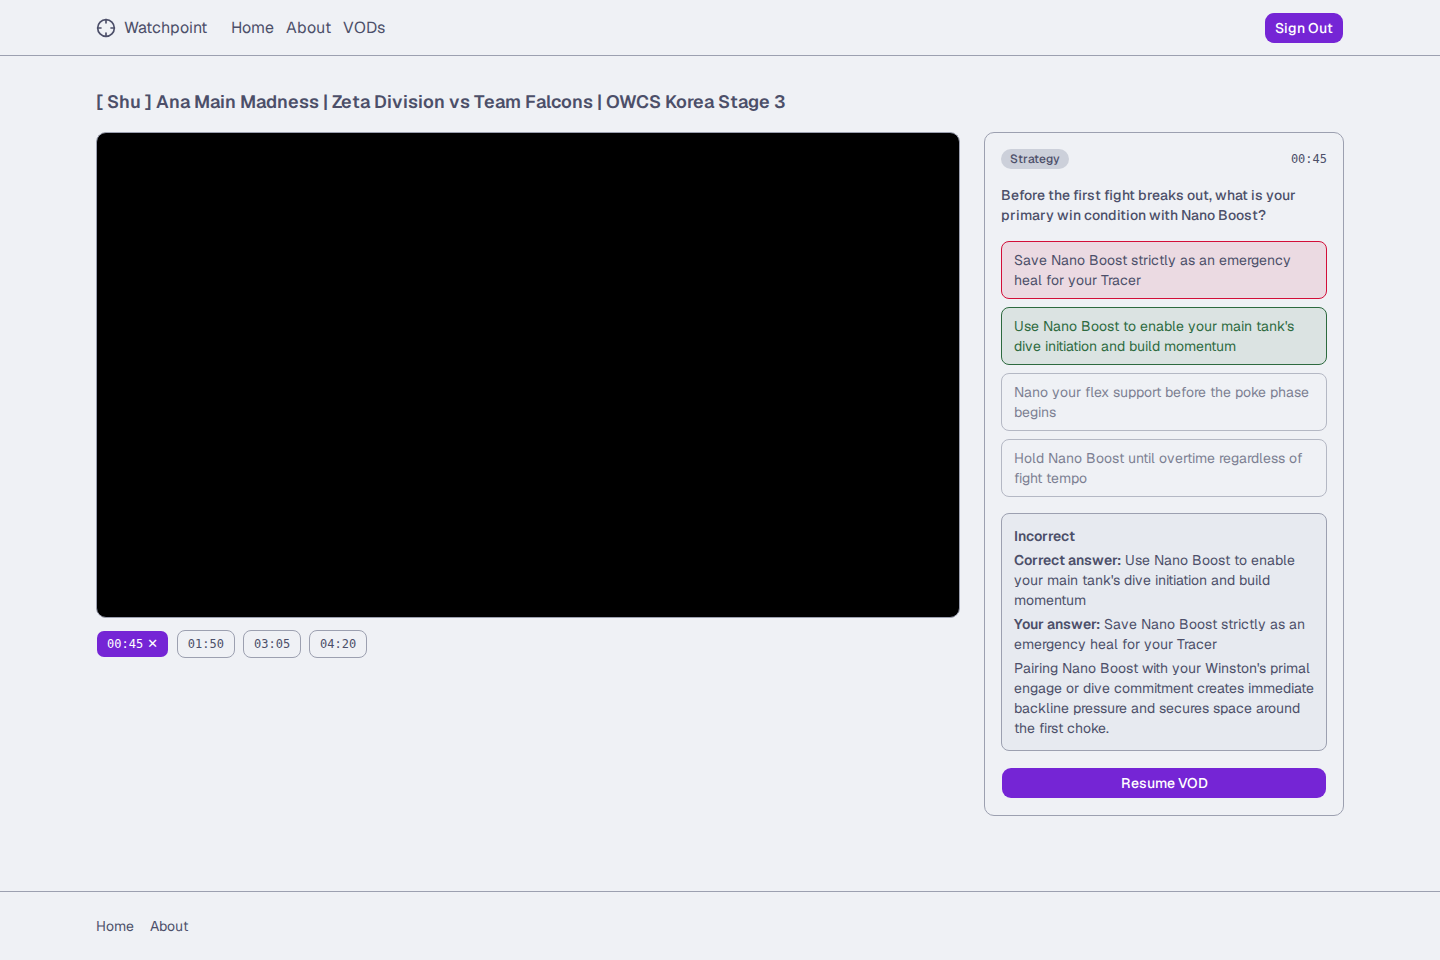 Watchpoint Home About VODs Sign Out
[ Shu ] Ana Main Madness | Zeta Division vs Team Falcons | OWCS Korea Stage 3
Strategy 00:45
Before the first fight breaks out, what is your
primary win condition with Nano Boost?
Save Nano Boost strictly as an emergency
heal for your Tracer
Use Nano Boost to enable your main tank's
dive initiation and build momentum
Nano your flex support before the poke phase
begins
Hold Nano Boost until overtime regardless of
fight tempo
Incorrect
Correct answer: Use Nano Boost to enable
your main tank's dive initiation and build
momentum
Your answer: Save Nano Boost strictly as an
emergency heal for your Tracer
Pairing Nano Boost with your Winston's primal
engage or dive commitment creates immediate
backline pressure and secures space around
the first choke.
Resume VOD
00:45 ✕ 01:50 03:05 04:20
Home About